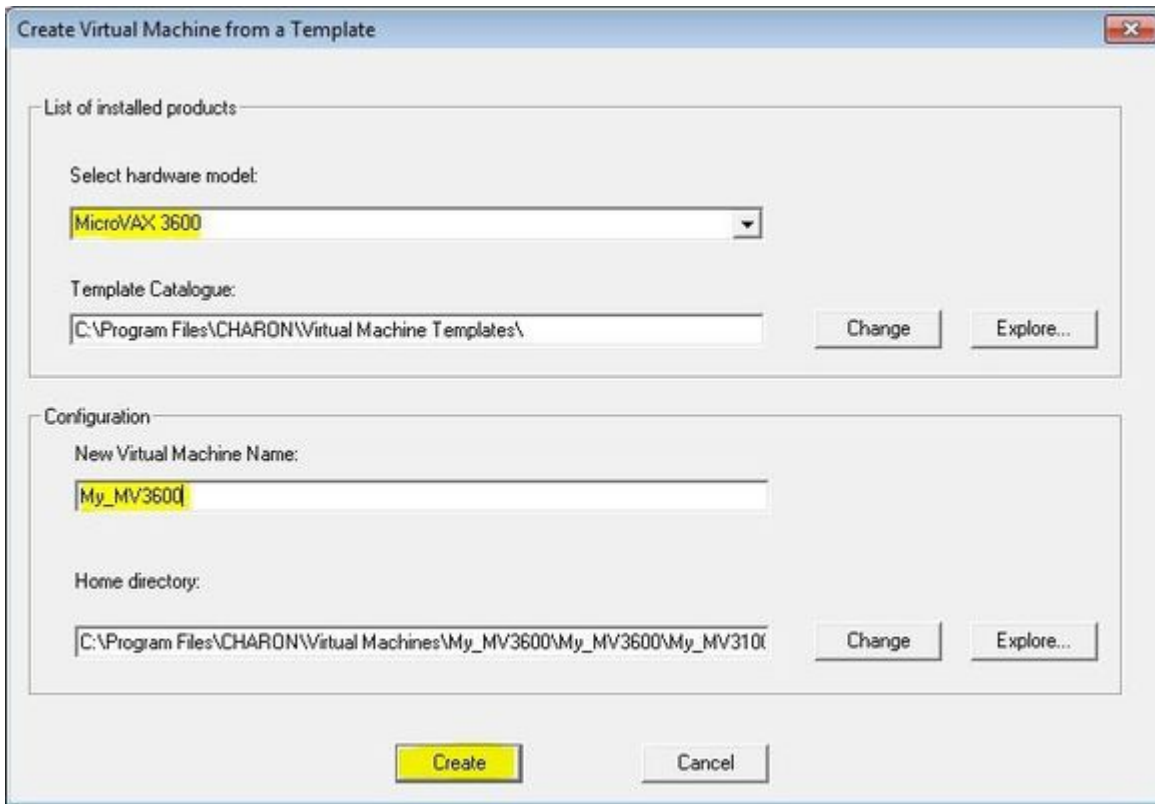 Create Virtual Machine from a Template
List of installed products
Select hardware model:
MicroVAX 3600
Template Catalogue:
C:\Program Files\CHARON\Virtual Machine Templates\
Change
Explore...
Configuration
New Virtual Machine Name:
My_MV3600
Home directory:
C:\Program Files\CHARON\Virtual Machines\My_MV3600\My_MV3600\My_MV310(
Change
Explore...
Create
Cancel